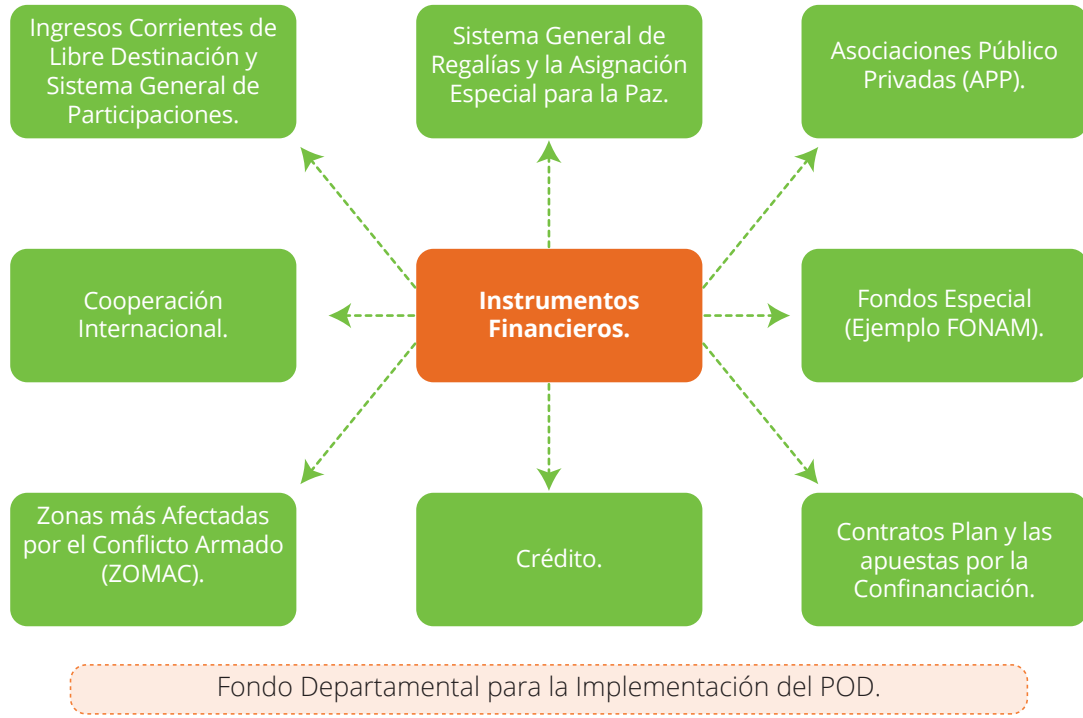 Ingresos Corrientes de
Libre Destinación y
Sistema General de
Participaciones.
Sistema General de
Regalías y la Asignación
Especial para la Paz.
Asociaciones Público
Privadas (APP).
Cooperación
Internacional.
Instrumentos
Financieros.
Fondos Especial
(Ejemplo FONAM).
Zonas más Afectadas
por el Conflicto Armado
(ZOMAC).
Crédito.
Contratos Plan y las
apuestas por la
Confinanciación.
Fondo Departamental para la Implementación del POD.